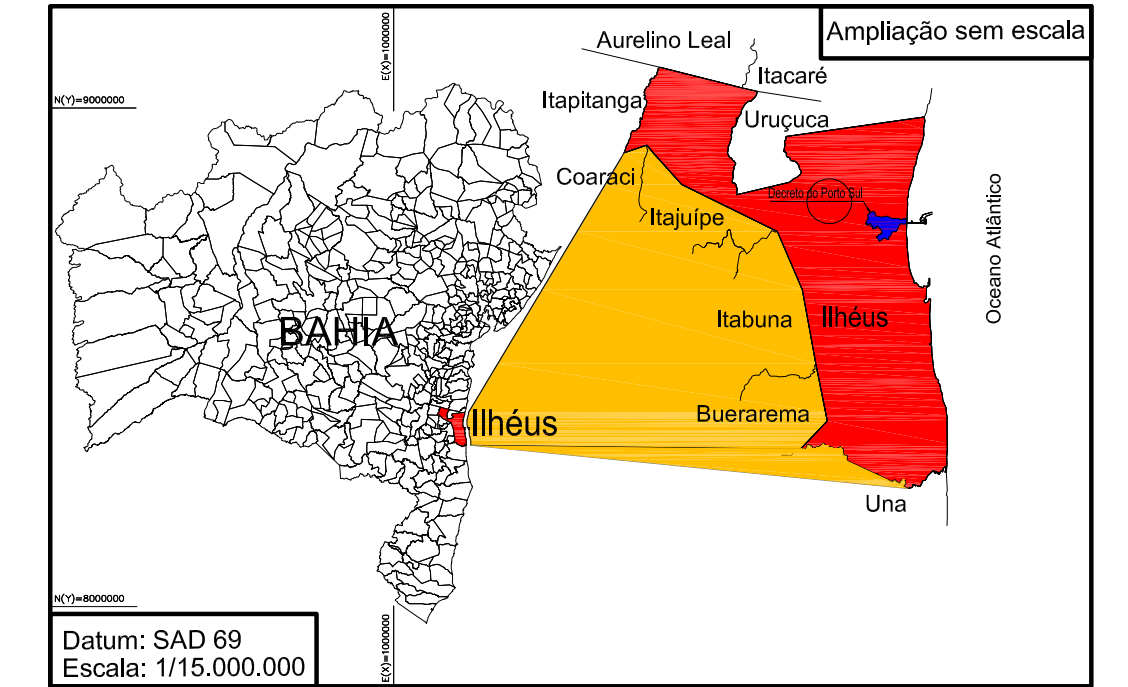 Ampliação sem escala
E(X)=1000000
N(Y)=9000000
Aurelino Leal
Itacaré
Itapitanga
Uruçuca
Coaraci
Decreto do Porto Sul
Itajuípe
Oceano Atlântico
Itabuna
Ilhéus
BAHIA
Buerarema
Ilhéus
Una
N(Y)=8000000
E(X)=1000000
Datum: SAD 69
Escala: 1/15.000.000